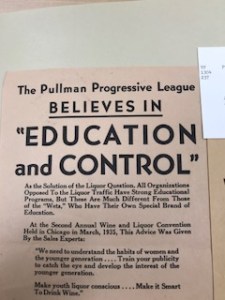 The Pullman Progressive League
BELIEVES IN
“EDUCATION
and CONTROL”
As the Solution of the Liquor Question. All Organizations
Opposed To the Liquor Traffic Have Strong Educational
Programs, But These Are Much Different From Those
of the “Wets,” Who Have Their Own Special Brand of
Education.
At the Second Annual Wine and Liquor Convention
Held in Chicago in March, 1935, This Advice Was Given
By the Sales Experts:
“We need to understand the habits of women and
the younger generation . . . . Train your publicity
to catch the eye and develop the interest of the
younger generation.
Make youth liquor conscious . . . . Make it Smart
To Drink Wine.”